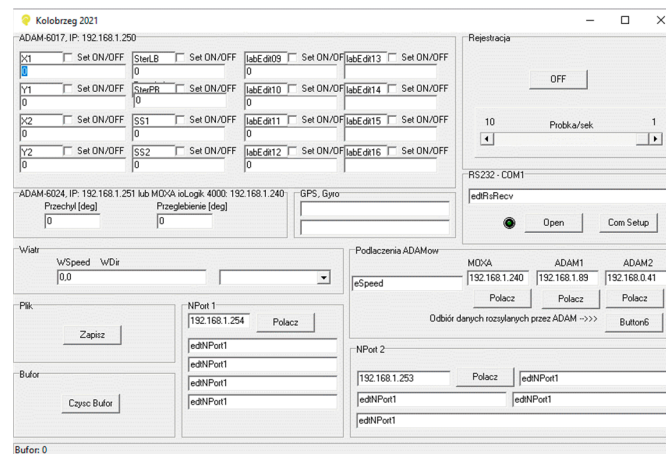 Kolobrzeg 2021
ADAM-6017, IP: 192.168.1.250
X1 Set ON/OFF SterLB Set ON/OFF labEdit09 Set ON/OF labEdit13 Set ON/OFF
0 0 0 0
Y1 Set ON/OFF SterPB Set ON/OFF labEdit10 Set ON/OF labEdit14 Set ON/OFF
0 0 0 0
X2 Set ON/OFF SS1 Set ON/OFF labEdit11 Set ON/OF labEdit15 Set ON/OFF
0 0 0 0
Y2 Set ON/OFF SS2 Set ON/OFF labEdit12 Set ON/OF labEdit16 Set ON/OFF
0 0 0 0
Rejestracja
OFF
10 Probka/sek 1
ADAM-6024, IP: 192.168.1.251 lub MOXA ioLogik 4000: 192.168.1.240
Przechyl [deg] Przeglebienie [deg]
0 0
GPS, Gyro
RS232 - COM1
edtRsRecv
Open Com Setup
Wiatr
WSpeed WDir
0,0
Podlaczenia ADAMow
MOXA ADAM1 ADAM2
eSpeed 192.168.1.240 192.168.1.89 192.168.0.41
Polacz Polacz Polacz
Odbiór danych rozsyłanych przez ADAM -->>> Button6
Plik
Zapisz
Bufor
Czysc Bufor
NPort 1
192.168.1.254 Polacz
edtNPort1
edtNPort1
edtNPort1
edtNPort1
NPort 2
192.168.1.253 Polacz edtNPort1
edtNPort1 edtNPort1
edtNPort1
Bufor: 0